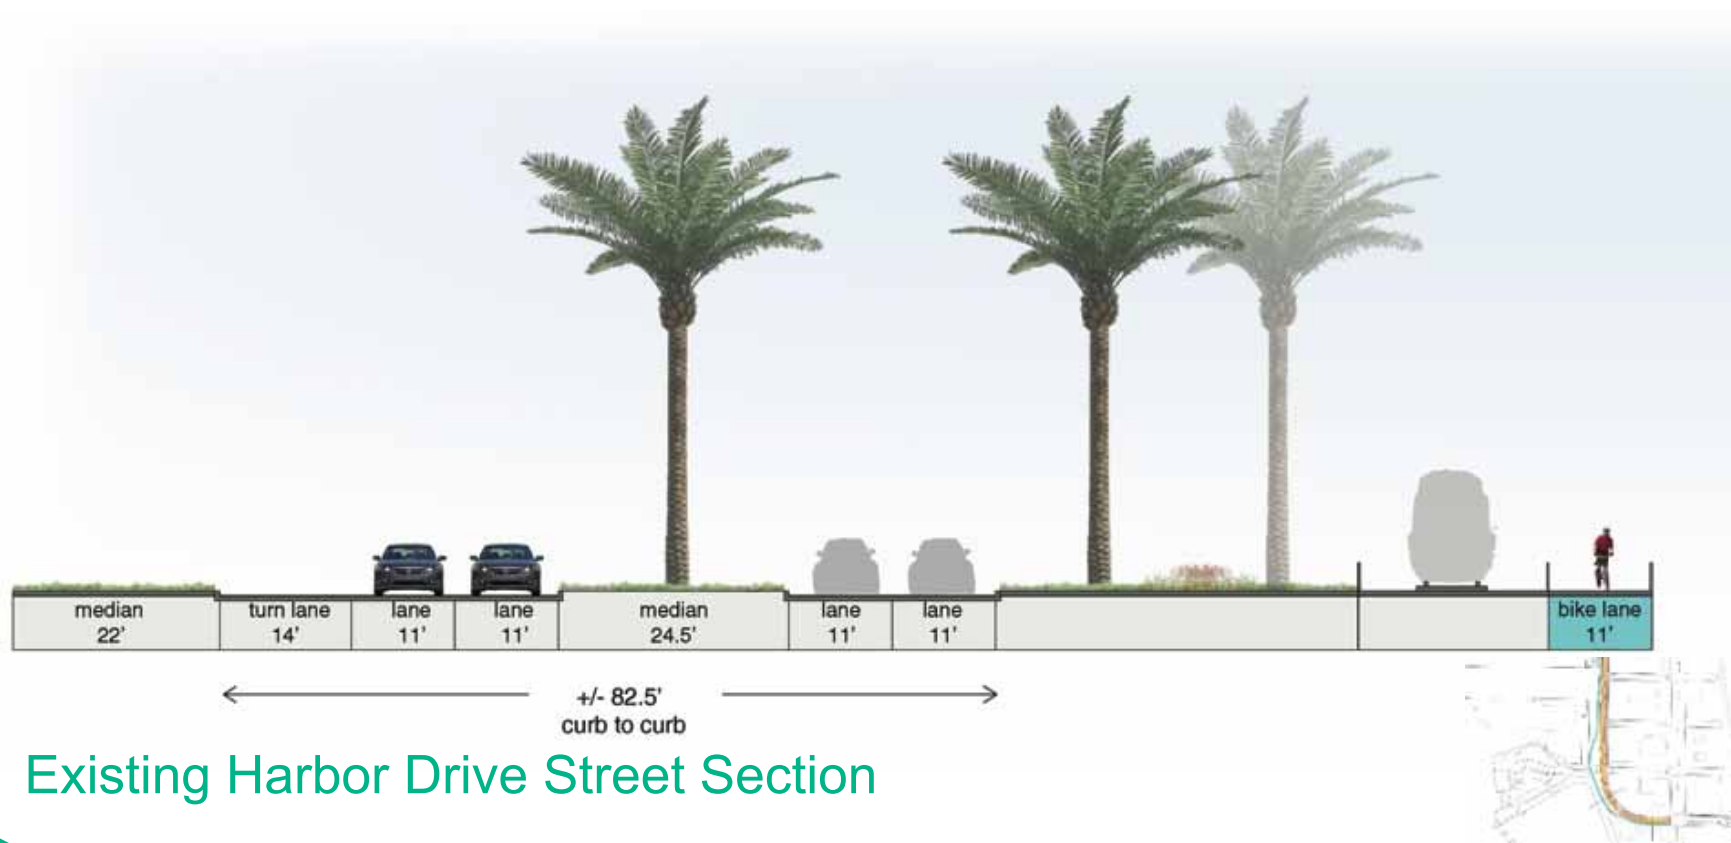 median
22'
turn lane
14'
lane
11'
lane
11'
median
24.5'
lane
11'
lane
11'
bike lane
11'
+/- 82.5'
curb to curb
Existing Harbor Drive Street Section